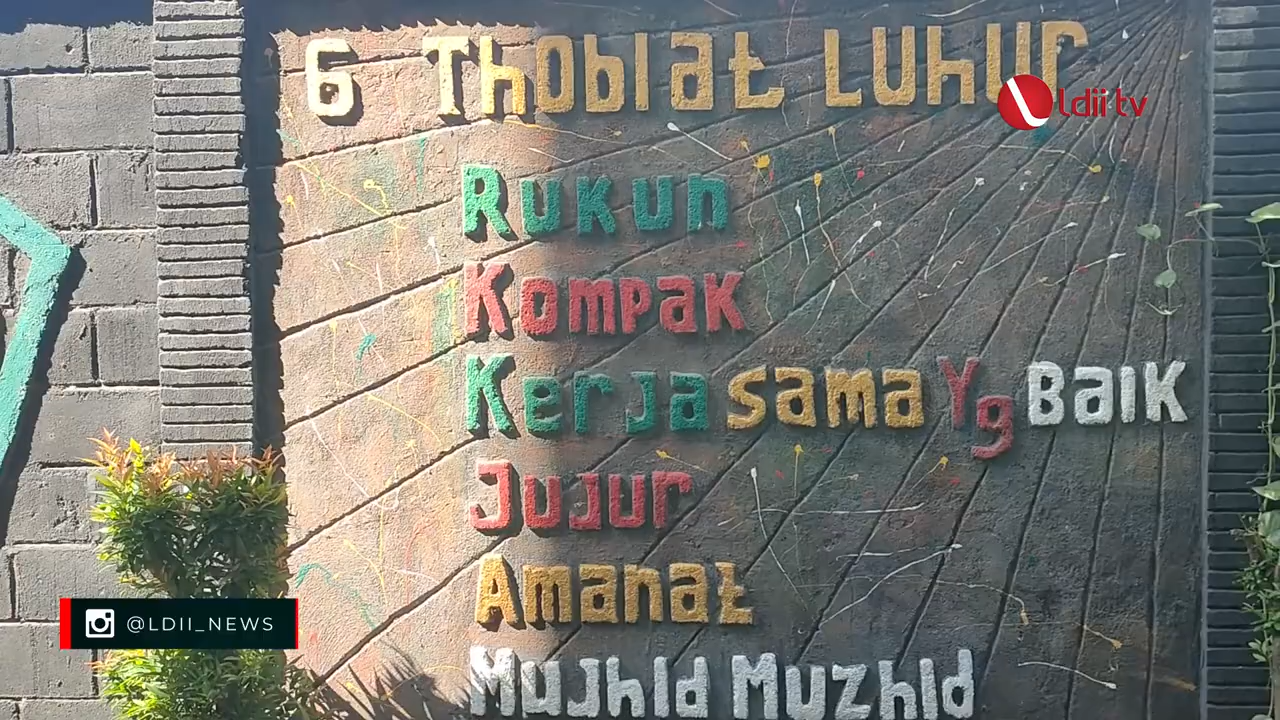 6 Thobiat Luhur
ldii tv
Rukun
Kompak
Kerja sama Yg Baik
Jujur
Amanat
Mujhid Muzhid
@LDII_NEWS